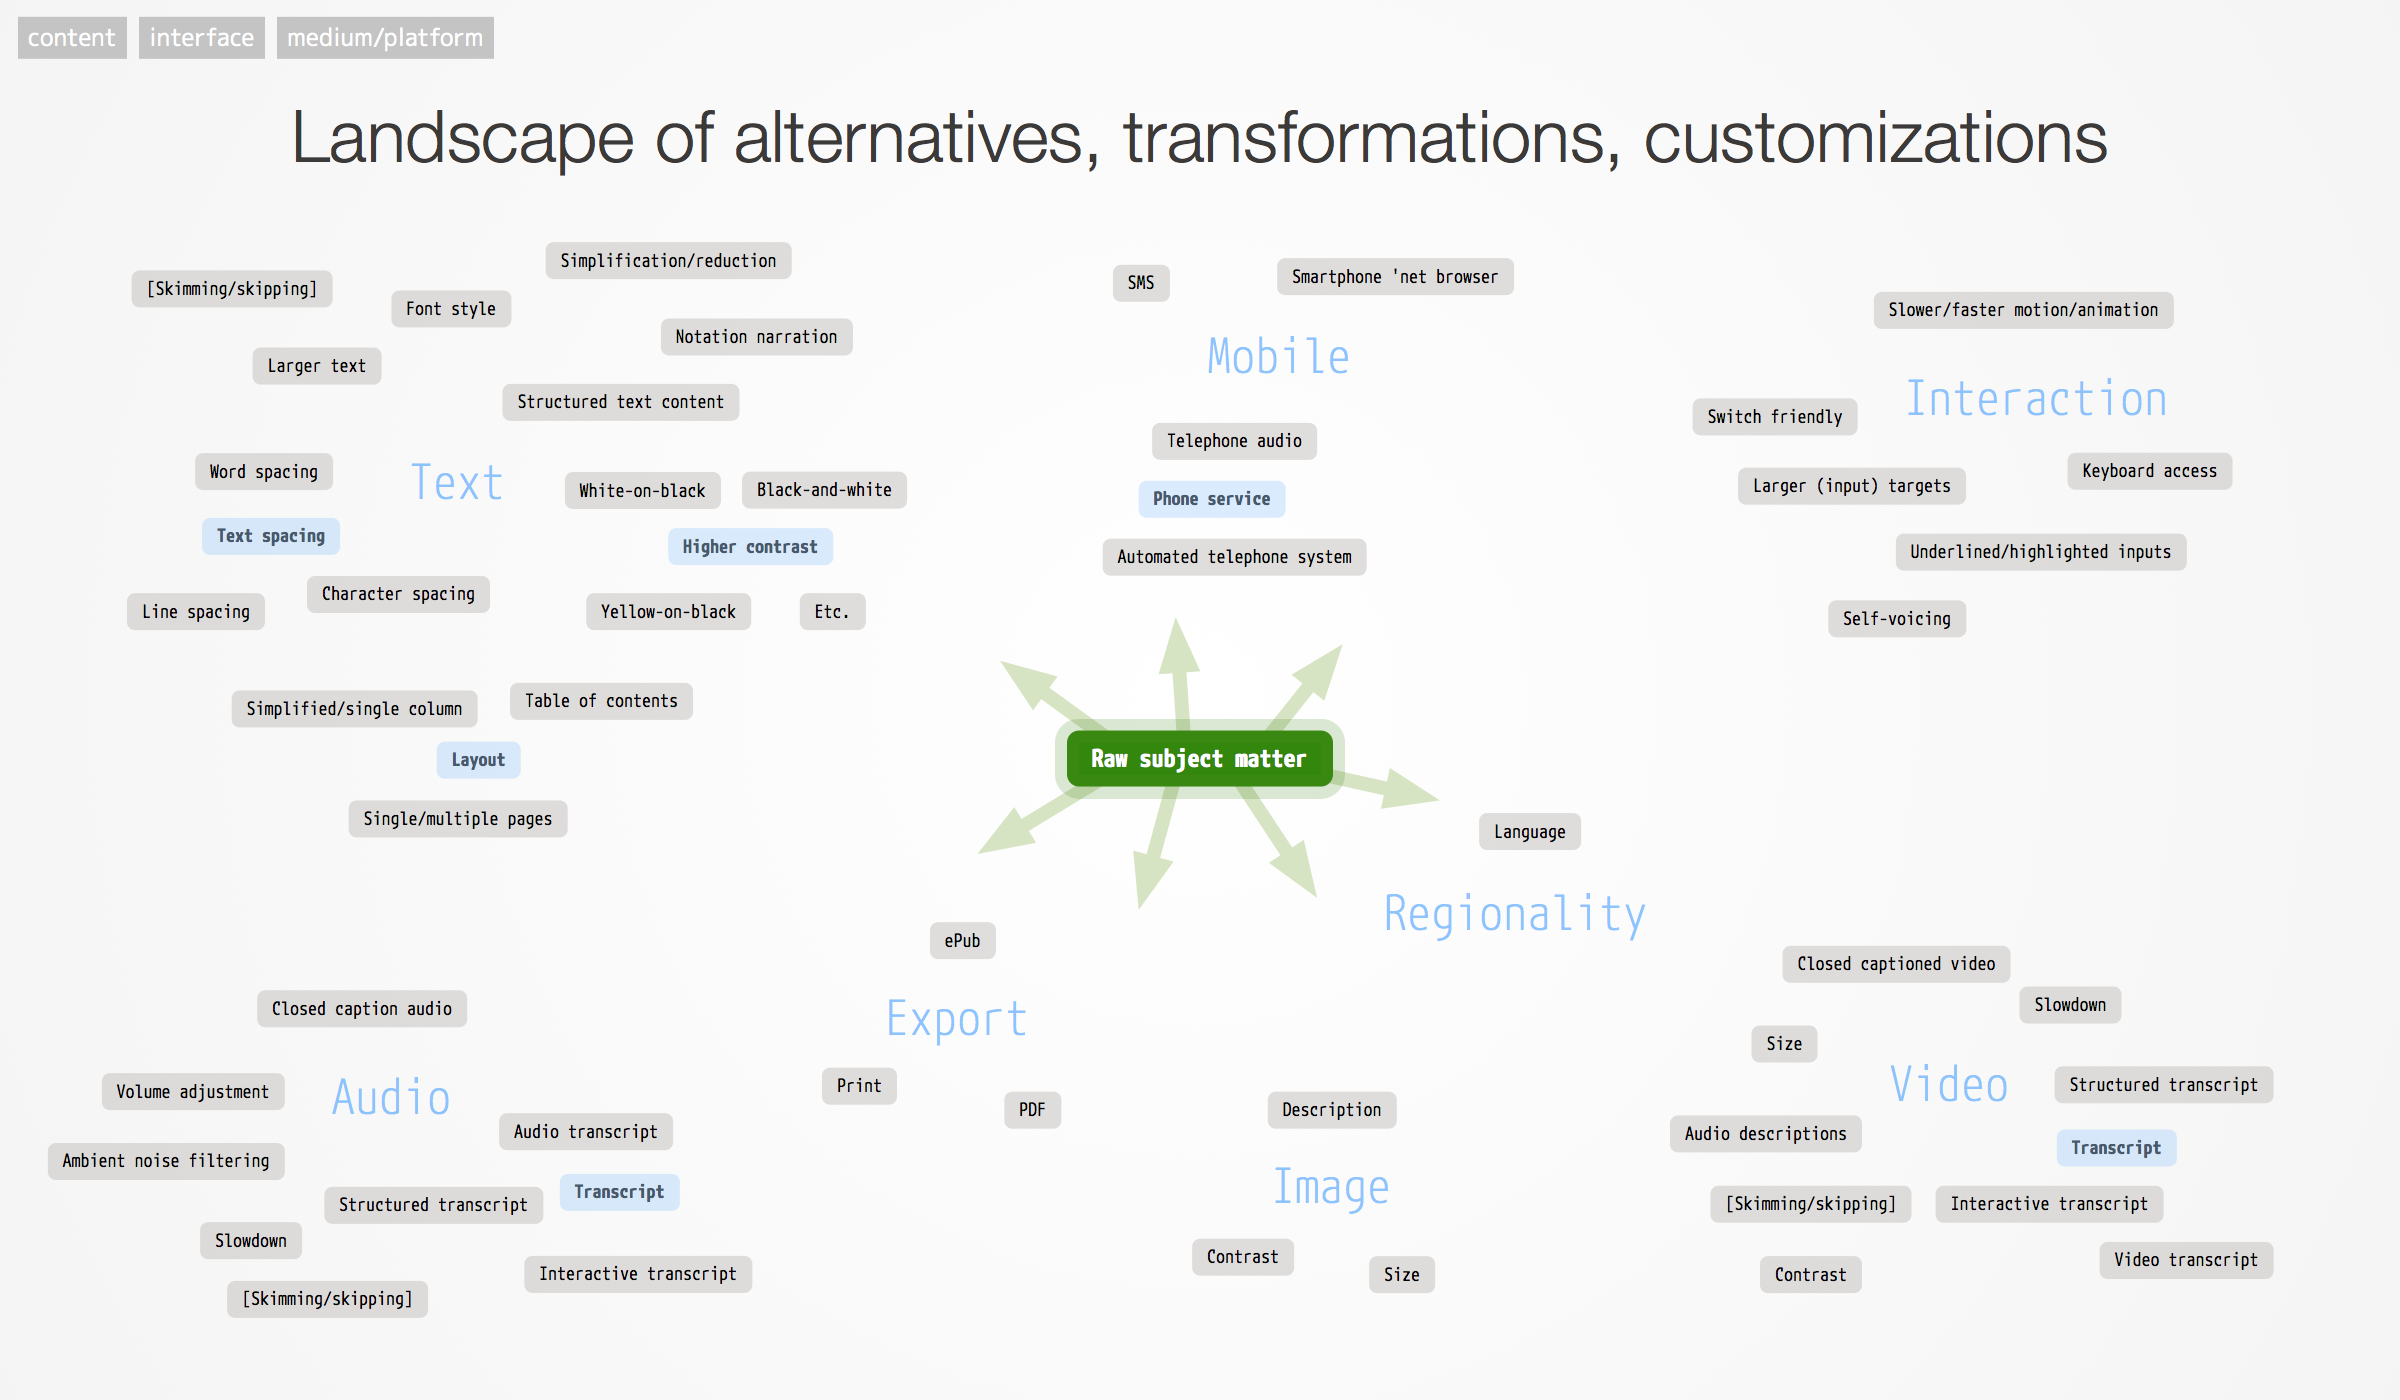 content interface medium/platform
Landscape of alternatives, transformations, customizations
[Skimming/skipping]
Font style
Simplification/reduction
Larger text
Notation narration
Structured text content
Word spacing
Text
White-on-black
Black-and-white
Text spacing
Higher contrast
Line spacing
Character spacing
Yellow-on-black
Etc.
Simplified/single column
Table of contents
Layout
Single/multiple pages
SMS
Smartphone 'net browser
Mobile
Telephone audio
Phone service
Automated telephone system
Slower/faster motion/animation
Interaction
Switch friendly
Keyboard access
Larger (input) targets
Underlined/highlighted inputs
Self-voicing
Raw subject matter
Language
Regionality
ePub
Export
Print
PDF
Closed caption audio
Volume adjustment
Audio
Audio transcript
Ambient noise filtering
Transcript
Structured transcript
Slowdown
Interactive transcript
[Skimming/skipping]
Description
Image
Contrast
Size
Closed captioned video
Slowdown
Size
Video
Structured transcript
Audio descriptions
Transcript
[Skimming/skipping]
Interactive transcript
Video transcript
Contrast